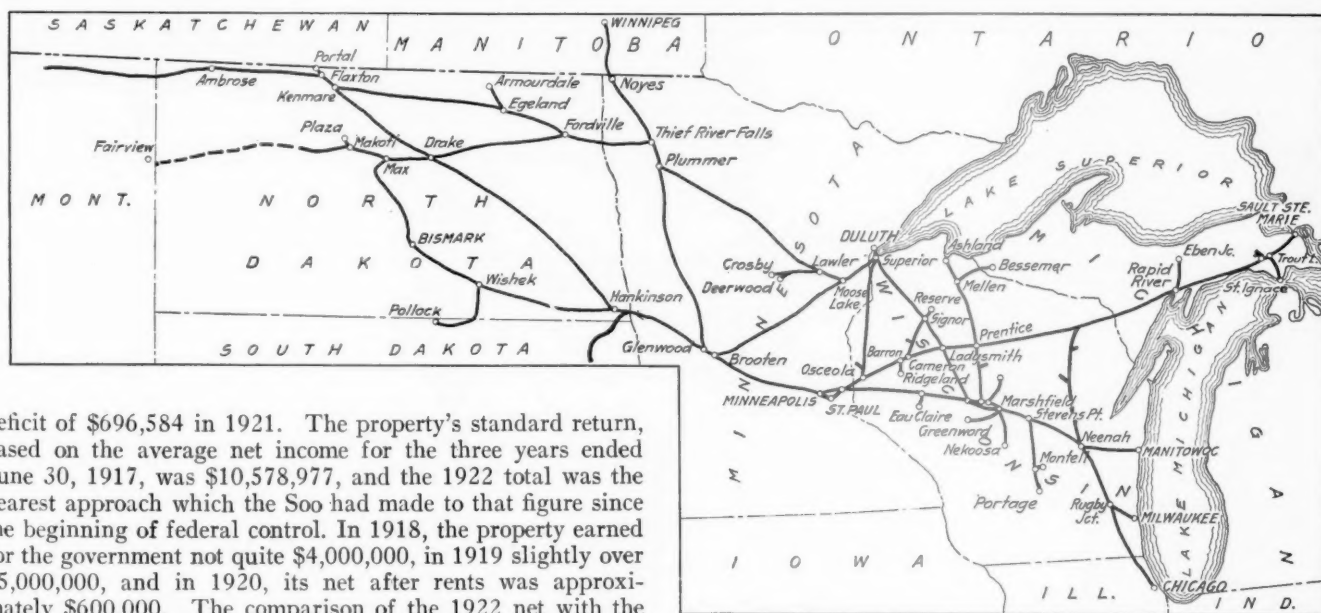 SASKATCHEWAN
MANITOBA
ONTARIO
WINNIPEG
Portal
Flaxton
Ambrose
Kenmare
Armourdale
Egeland
Noyes
Plaza
Makoti
Drake
Fordville
Thief River Falls
Fairview
Max
Plummer
MONT.
NORTH
DAKOTA
BISMARK
Wishek
Pollock
Hankinson
SOUTH DAKOTA
MINNESOTA
LAKE SUPERIOR
SAULT STE.
MARIE
DULUTH
Superior
Ashland
Bessemer
Mellen
Eben Jc.
Rapid
River
Trout L.
St. Ignace
Crosby
Deerwood
Lawler
Moose
Lake
Reserve
Signor
Prentice
Glenwood
Brooten
Osceola
Barron
Cameron
Ridgeland
Ladysmith
MINNEAPOLIS
ST. PAUL
Eau Claire
Greenwood
Marshfield
Stevens Pt.
Nekoosa
Neenah
MANITOWOC
Montello
Portage
Rugby
Jct.
MILWAUKEE
CHICAGO
WISCONSIN
MICHIGAN
LAKE MICHIGAN
IOWA
ILL.
IND.
eficit of $696,584 in 1921. The property's standard return,
ased on the average net income for the three years ended
une 30, 1917, was $10,578,977, and the 1922 total was the
earest approach which the Soo had made to that figure since
he beginning of federal control. In 1918, the property earned
or the government not quite $4,000,000, in 1919 slightly over
5,000,000, and in 1920, its net after rents was approxi-
mately $600,000. The comparison of the 1922 net with the